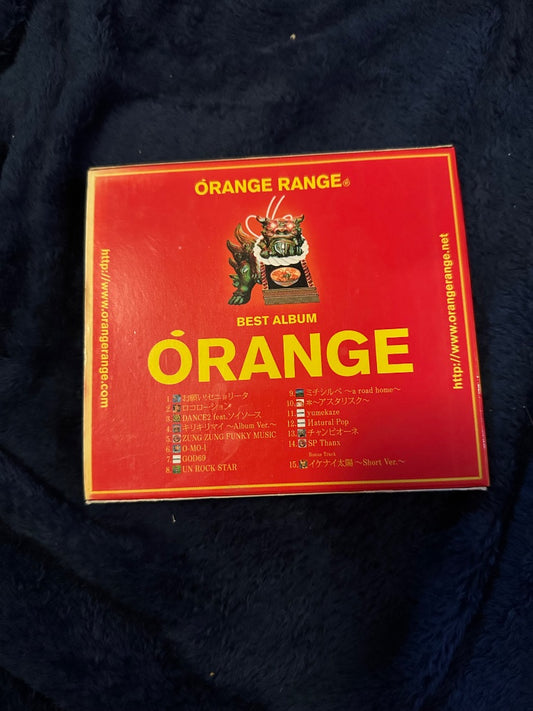 ORANGE RANGE
BEST ALBUM
ORANGE
http://www.orangerange.com
http://www.orangerange.net
1. お願い!セニョリータ
2. ロコローション
3. DANCE2 feat.ソイソース
4. キリキリマイ 〜Album Ver.〜
5. ZUNG ZUNG FUNKY MUSIC
6. O-MO-I
7. GOD69
8. UN ROCK STAR
9. ミチシルベ 〜a road home〜
10. ＊〜アスタリスク〜
11. yumekaze
12. Natural Pop
13. チャンピオーネ
14. SP Thanx
Bonus Track
15. イケナイ太陽 〜Short Ver.〜